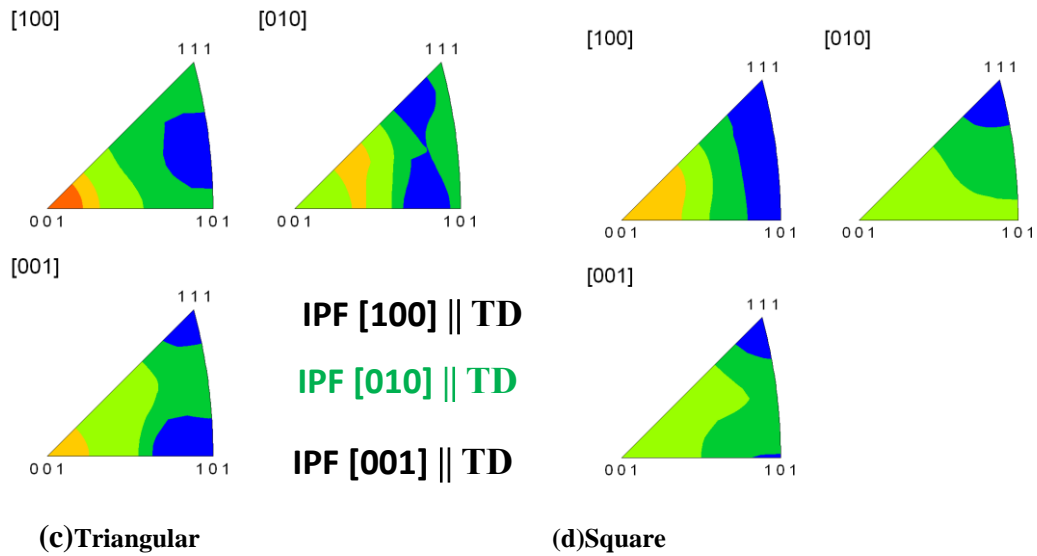 [100]
1 1 1
0 0 1
1 0 1
[010]
1 1 1
0 0 1
1 0 1
[001]
1 1 1
0 0 1
1 0 1
IPF [100] || TD
IPF [010] || TD
IPF [001] || TD
(c)Triangular
[100]
1 1 1
0 0 1
1 0 1
[010]
1 1 1
0 0 1
1 0 1
[001]
1 1 1
0 0 1
1 0 1
(d)Square